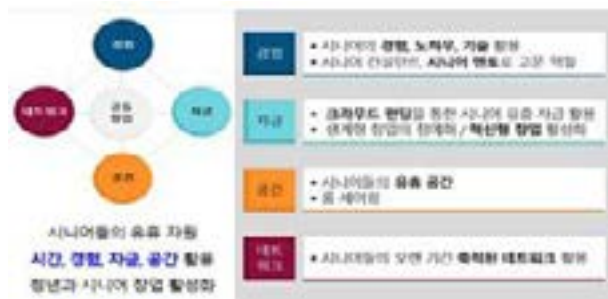 경험
네트워크
공동
창업
자금
공간
시니어들의 유휴 자원
시간, 경험, 자금, 공간 활용
청년과 시니어 창업 활성화
경험
• 시니어의 경험, 노하우, 기술 활용
• 시니어 컨설턴트, 시니어 멘토로 고문 역할
자금
• 크라우드 펀딩을 통한 시니어 유휴 자금 활용
• 생계형 창업의 정예화 / 혁신형 창업 활성화
공간
• 시니어들의 유휴 공간
• 룸 셰어링
네트
워크
• 시니어들의 오랜 기간 축적된 네트워크 활용